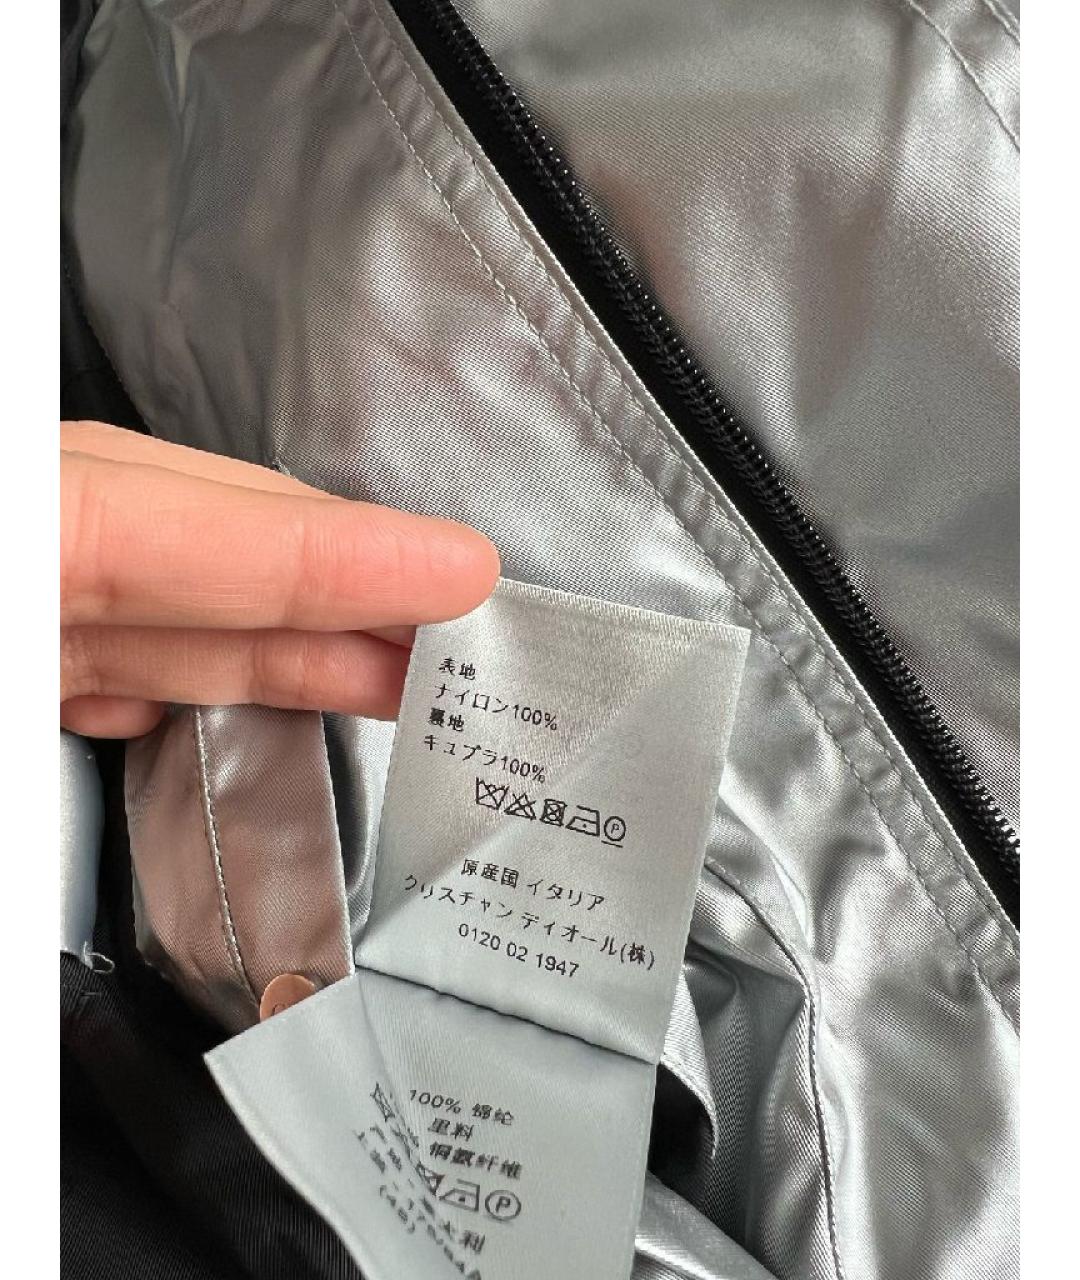 表地
ナイロン100%
裏地
キュプラ100%
P
原産国 イタリア
クリスチャン ディオール(株)
0120 02 1947
100% 锦纶
里料
铜氨纤维
P